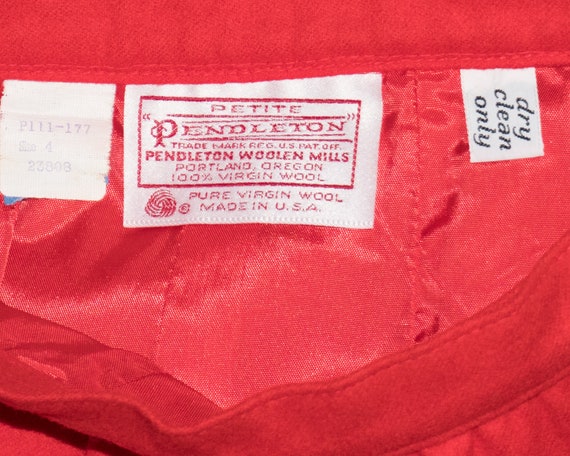 P111-177
Size 4
23808
PETITE
"PENDLETON"
TRADE MARK REG. U.S. PAT. OFF.
PENDLETON WOOLEN MILLS
PORTLAND, OREGON
100% VIRGIN WOOL
PURE VIRGIN WOOL
MADE IN U.S.A.
dry
clean
only